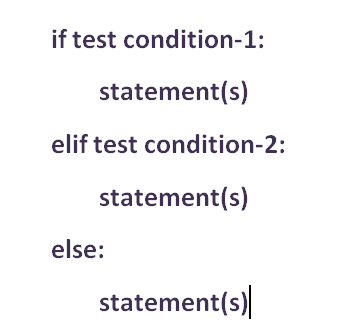 if test condition-1:
statement(s)
elif test condition-2:
statement(s)
else:
statement(s)